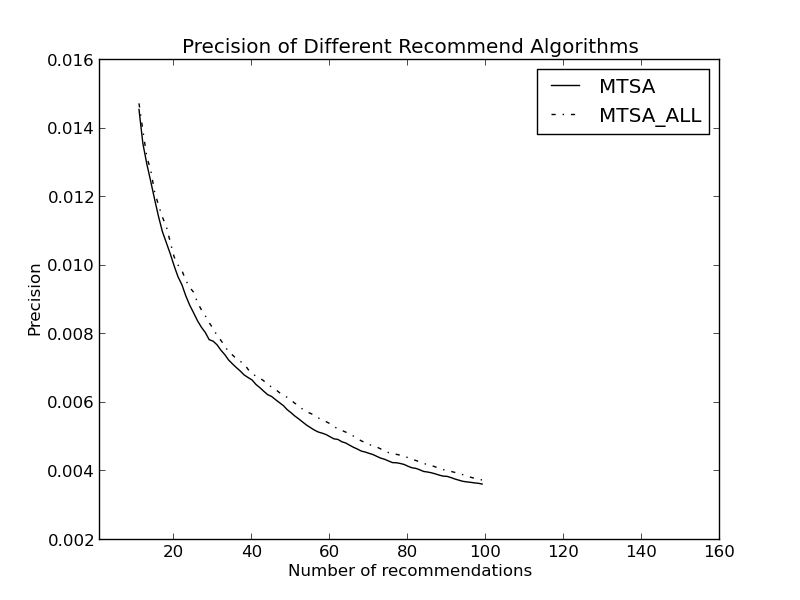 Precision of Different Recommend Algorithms
0.016
0.014
0.012
0.010
0.008
0.006
0.004
0.002
Precision
MTSA
MTSA_ALL
20 40 60 80 100 120 140 160
Number of recommendations